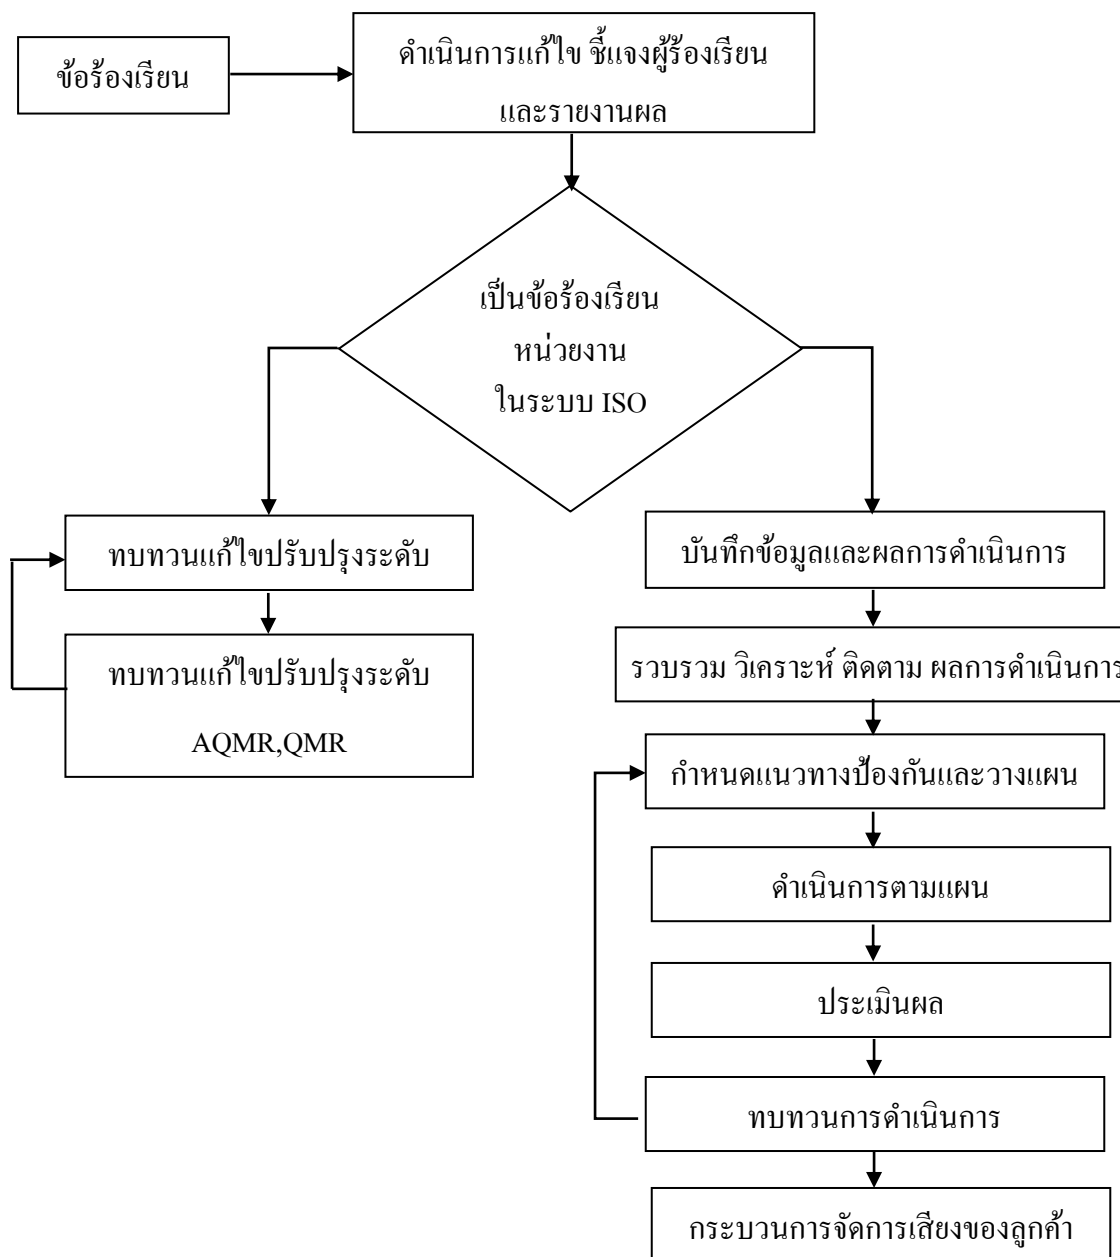 ข้อร้องเรียน
ดำเนินการแก้ไข ชี้แจงผู้ร้องเรียน
และรายงานผล
เป็นข้อร้องเรียน
หน่วยงาน
ในระบบ ISO
ทบทวนแก้ไขปรับปรุงระดับ
ทบทวนแก้ไขปรับปรุงระดับ
AQMR,QMR
บันทึกข้อมูลและผลการดำเนินการ
รวบรวม วิเคราะห์ ติดตาม ผลการดำเนินการ
กำหนดแนวทางป้องกันและวางแผน
ดำเนินการตามแผน
ประเมินผล
ทบทวนการดำเนินการ
กระบวนการจัดการเสียงของลูกค้า